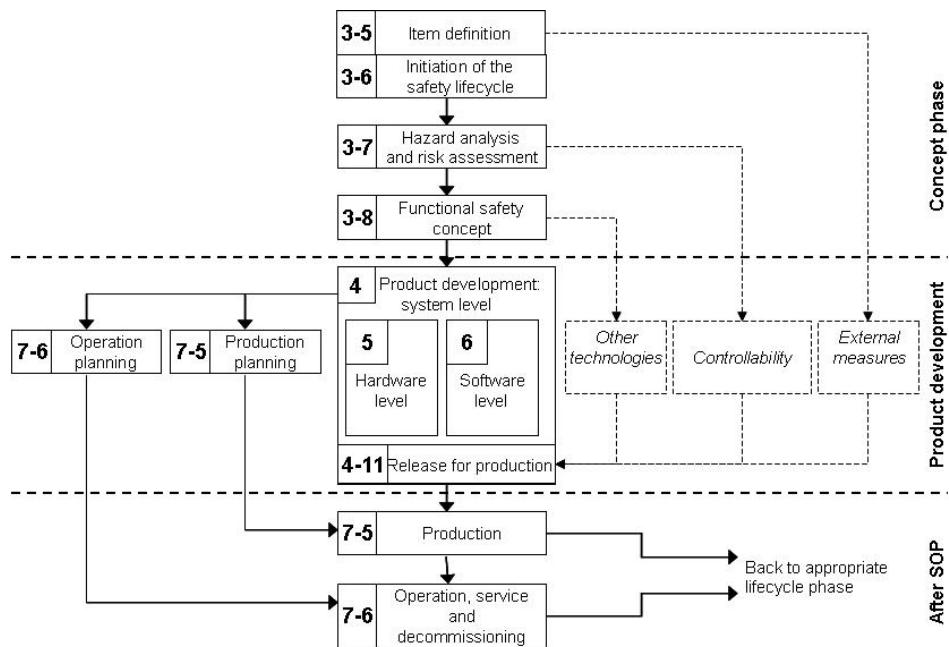 3-5 Item definition
3-6 Initiation of the
safety lifecycle
3-7 Hazard analysis
and risk assessment
3-8 Functional safety
concept
Concept phase
4 Product development:
system level
7-6 Operation
planning
7-5 Production
planning
5
Hardware
level
6
Software
level
Other
technologies
Controllability
External
measures
4-11 Release for production
Product development
7-5 Production
7-6 Operation, service
and
decommissioning
Back to appropriate
lifecycle phase
After SOP